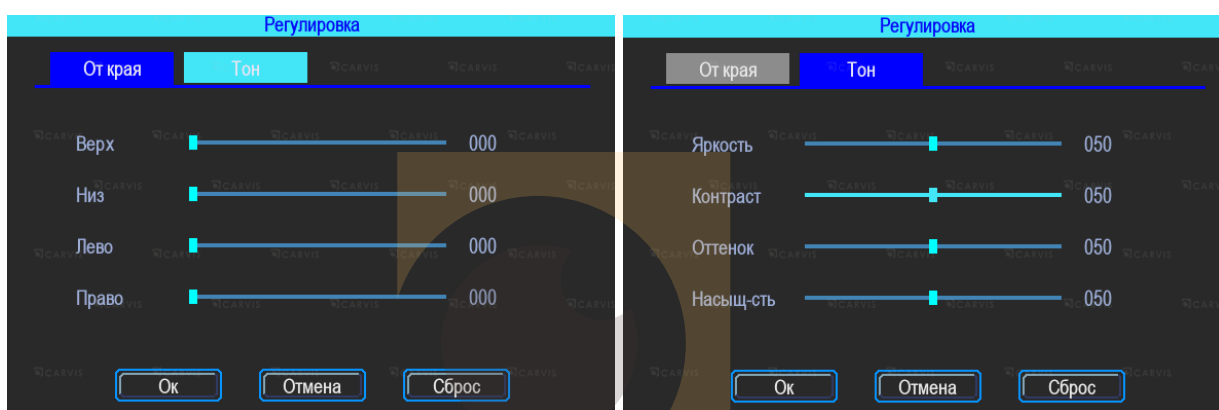 Регулировка
От края Тон
Верх 000
Низ 000
Лево 000
Право 000
Ок Отмена Сброс
Регулировка
От края Тон
Яркость 050
Контраст 050
Оттенок 050
Насыщ-сть 050
Ок Отмена Сброс
CARVIS